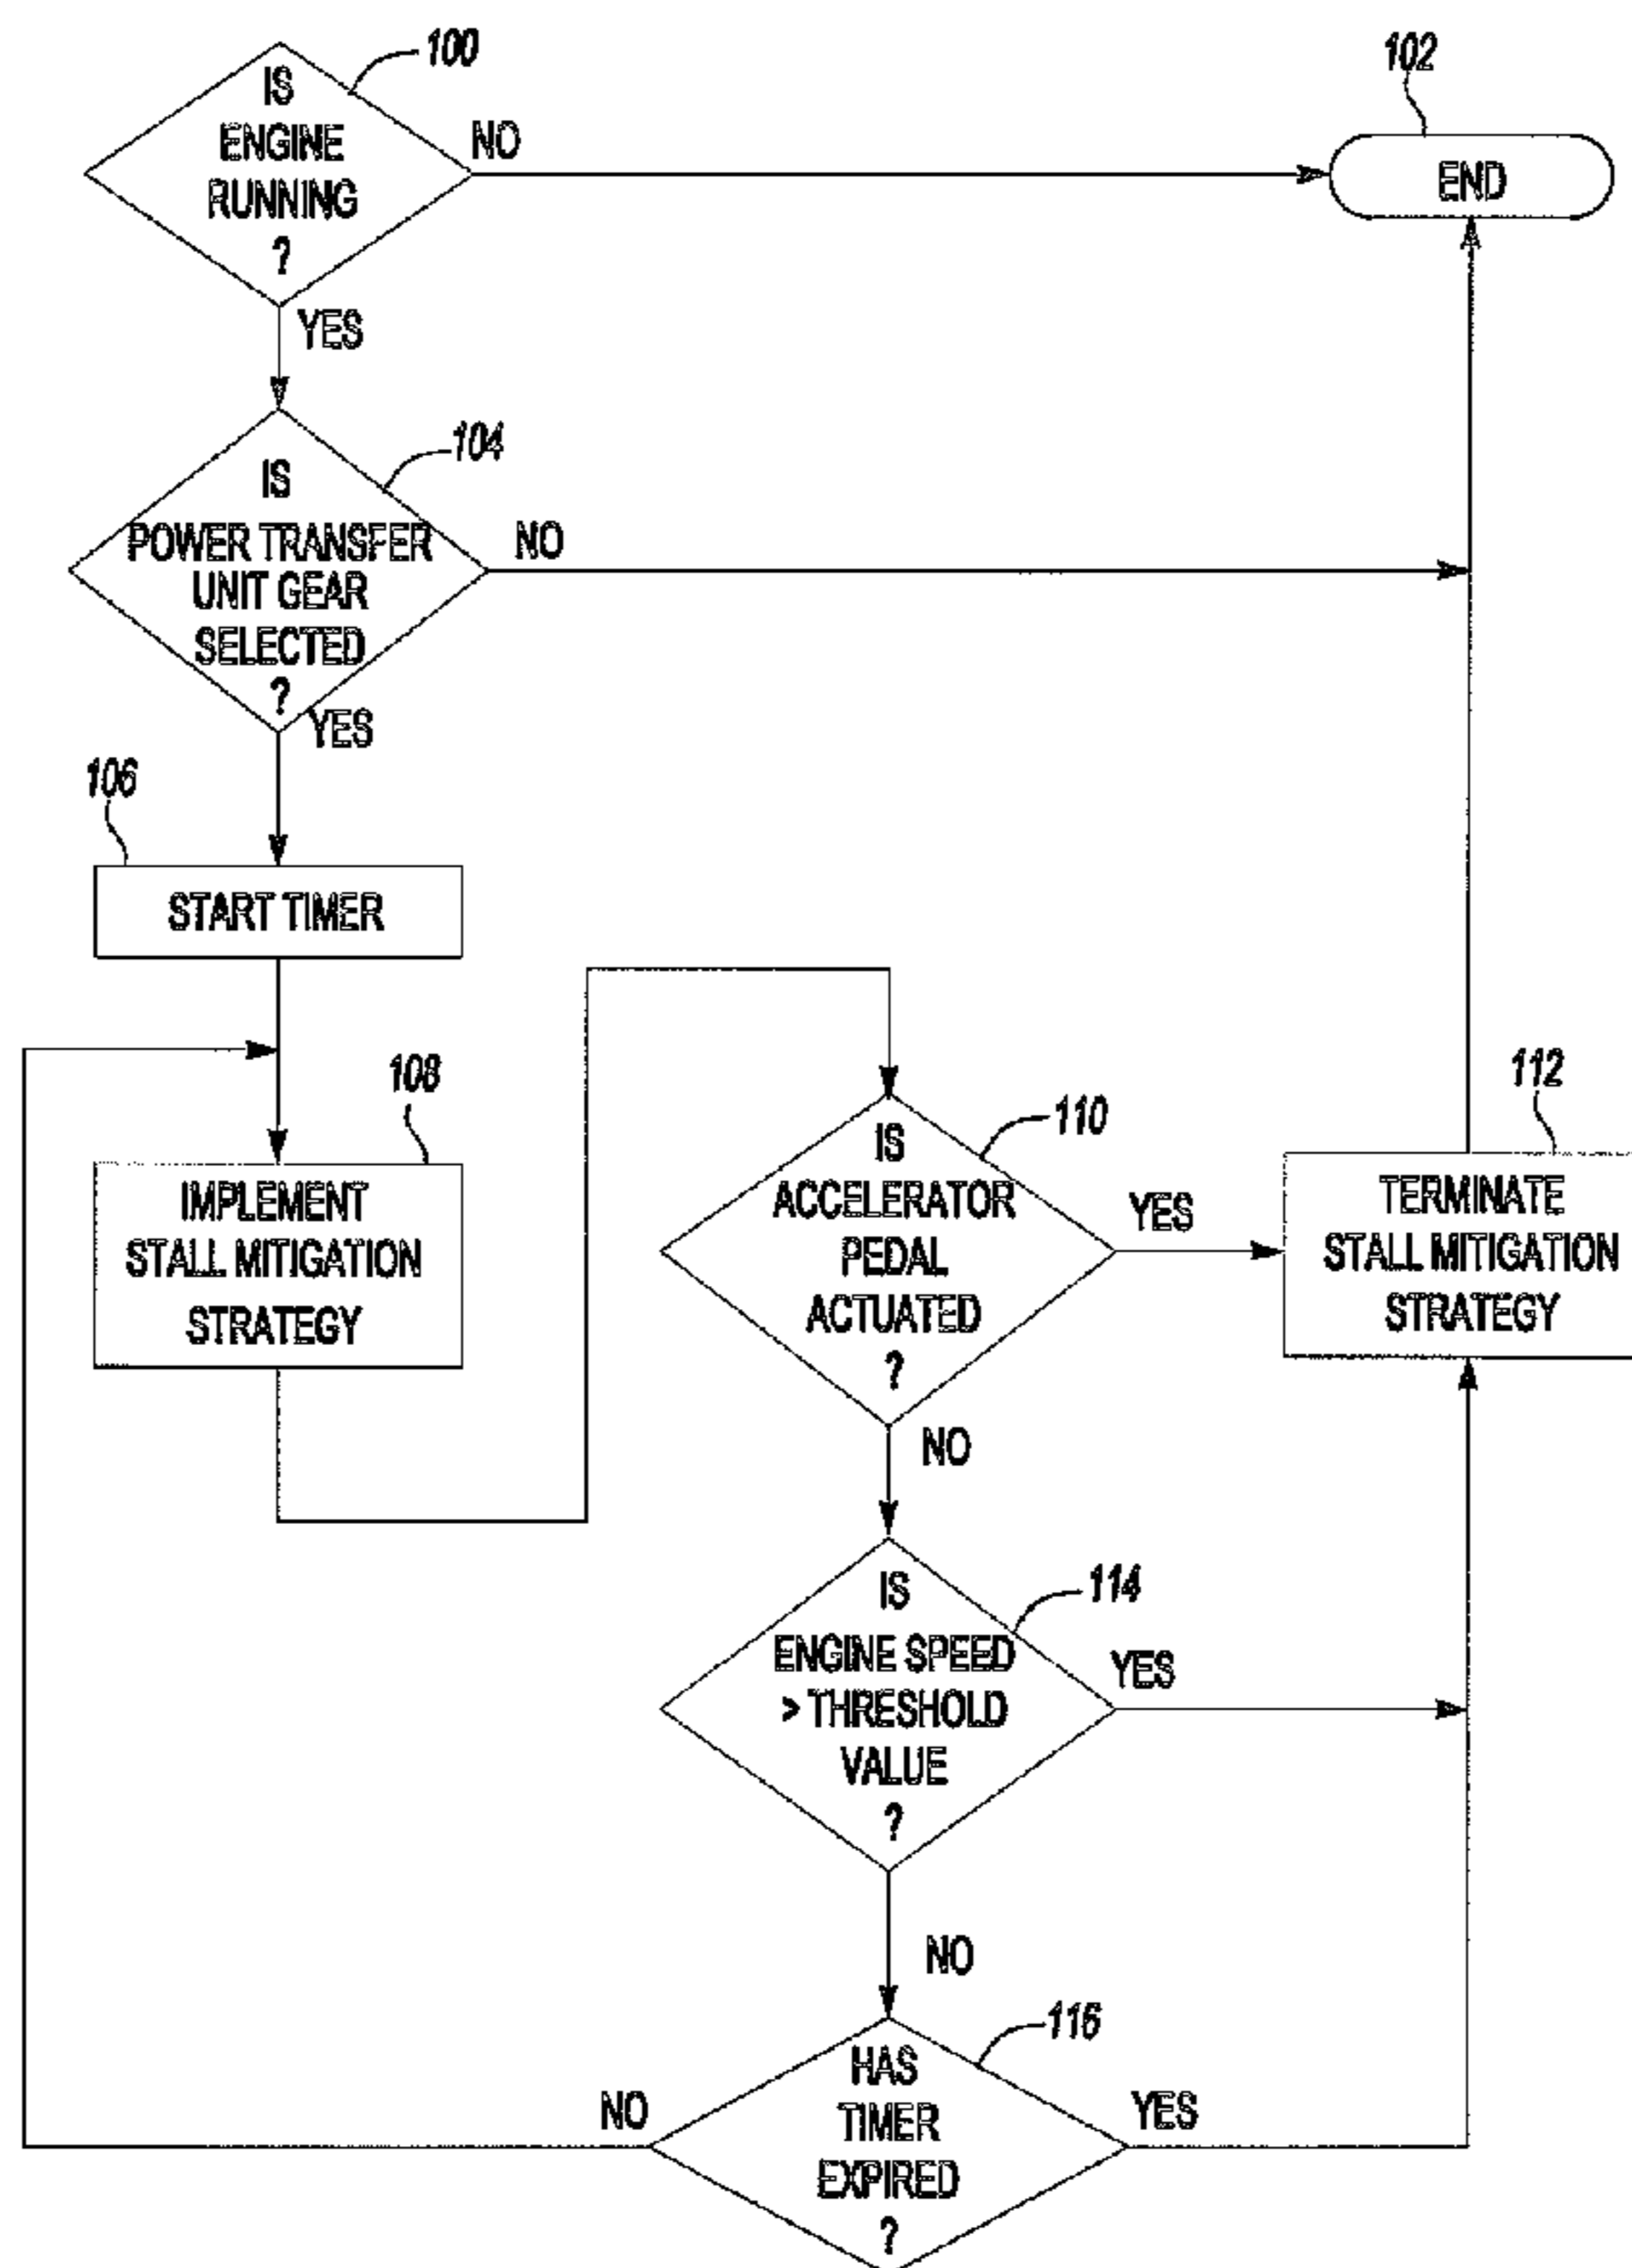 100
IS
ENGINE
RUNNING
?
NO
102
END
YES
104
IS
POWER TRANSFER
UNIT GEAR
SELECTED
?
NO
YES
106
START TIMER
108
IMPLEMENT
STALL MITIGATION
STRATEGY
110
IS
ACCELERATOR
PEDAL
ACTUATED
?
YES
NO
112
TERMINATE
STALL MITIGATION
STRATEGY
114
IS
ENGINE SPEED
> THRESHOLD
VALUE
?
YES
NO
116
HAS
TIMER
EXPIRED
?
NO
YES